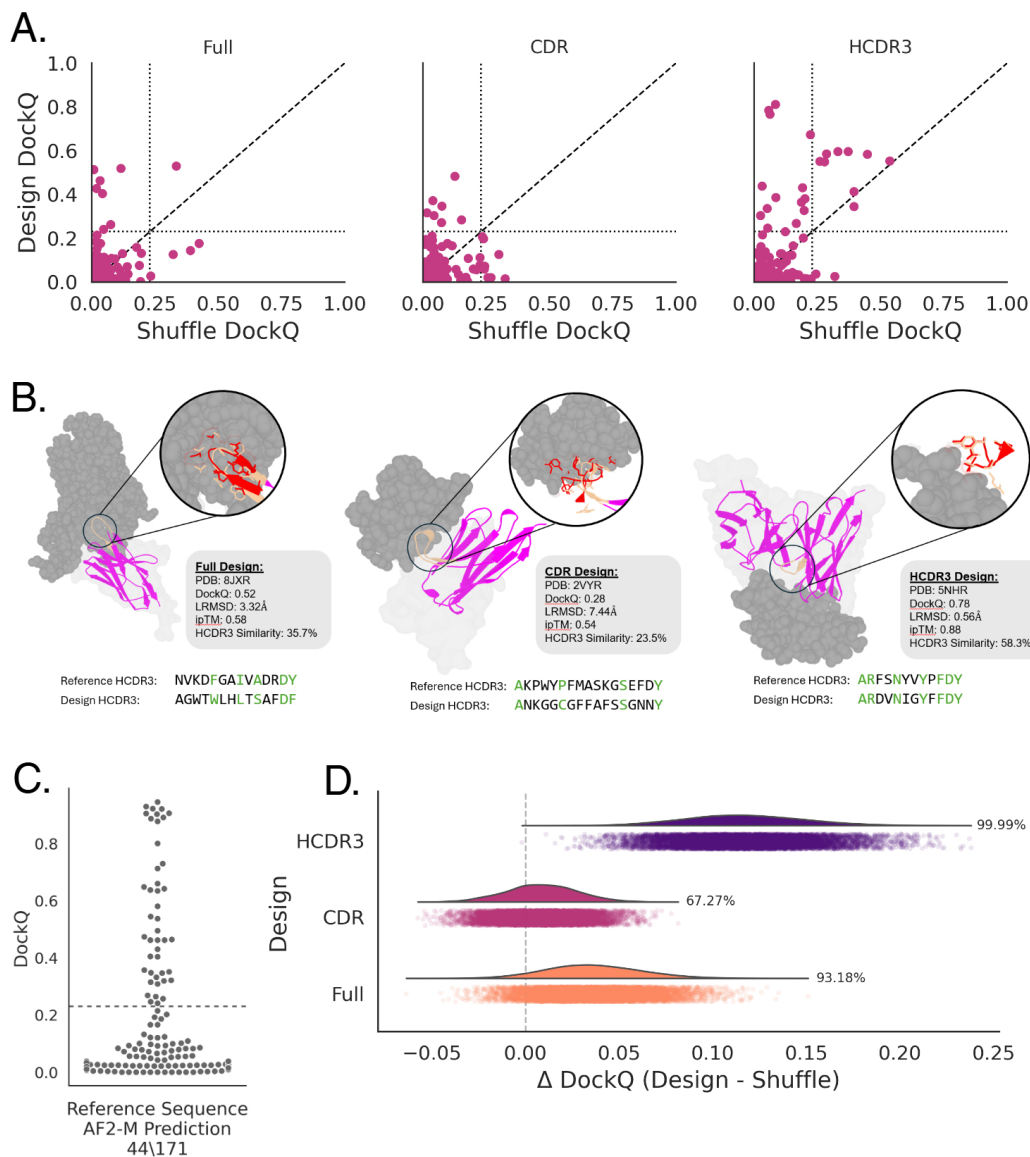 A.
Full
CDR
HCDR3
Design DockQ
1.0
0.8
0.6
0.4
0.2
0.0
0.00 0.25 0.50 0.75 1.00
0.00 0.25 0.50 0.75 1.00
0.00 0.25 0.50 0.75 1.00
Shuffle DockQ
Shuffle DockQ
Shuffle DockQ
B.
Full Design:
PDB: 8JXR
DockQ: 0.52
LRMSD: 3.32Å
ipTM: 0.58
HCDR3 Similarity: 35.7%
Reference HCDR3: NVKDFGAIVADRDY
Design HCDR3: AGWTWLHLTSAFDF
CDR Design:
PDB: 2VYR
DockQ: 0.28
LRMSD: 7.44Å
ipTM: 0.54
HCDR3 Similarity: 23.5%
Reference HCDR3: AKPWYPFMASKGSEFDY
Design HCDR3: ANKGGCGFFAFSSGNNY
HCDR3 Design:
PDB: 5NHR
DockQ: 0.78
LRMSD: 0.56Å
ipTM: 0.88
HCDR3 Similarity: 58.3%
Reference HCDR3: ARFSNYVYPFDY
Design HCDR3: ARDVNIGYFFDY
C.
DockQ
0.8
0.6
0.4
0.2
0.0
Reference Sequence
AF2-M Prediction
44\171
D.
Design
HCDR3
CDR
Full
99.99%
67.27%
93.18%
−0.05 0.00 0.05 0.10 0.15 0.20 0.25
Δ DockQ (Design - Shuffle)